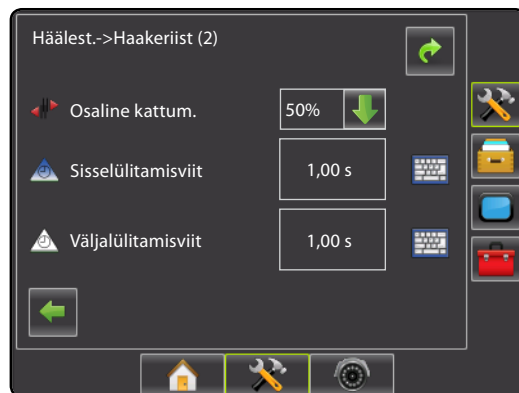 Häälest.->Haakeriist (2)
Osaline kattum. 50%
Sisselülitamisviit 1,00 s
Väljalülitamisviit 1,00 s